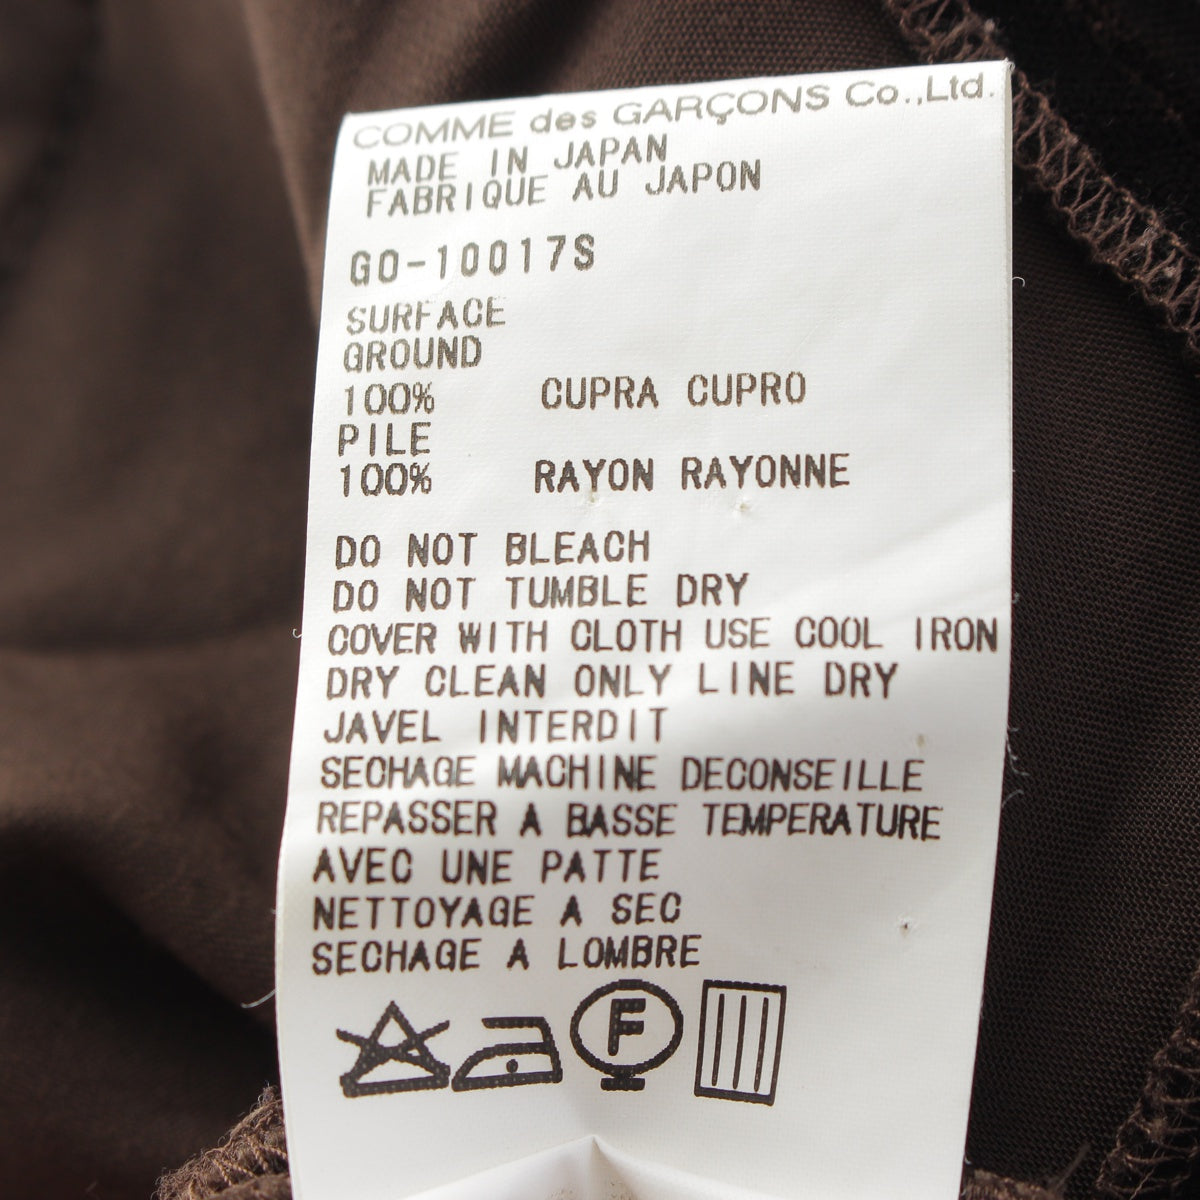 COMME des GARÇONS Co.,Ltd.
MADE IN JAPAN
FABRIQUE AU JAPON
GO-10017S
SURFACE
GROUND
100% CUPRA CUPRO
PILE
100% RAYON RAYONNE
DO NOT BLEACH
DO NOT TUMBLE DRY
COVER WITH CLOTH USE COOL IRON
DRY CLEAN ONLY LINE DRY
JAVEL INTERDIT
SECHAGE MACHINE DECONSEILLE
REPASSER A BASSE TEMPERATURE
AVEC UNE PATTE
NETTOYAGE A SEC
SECHAGE A LOMBRE
F